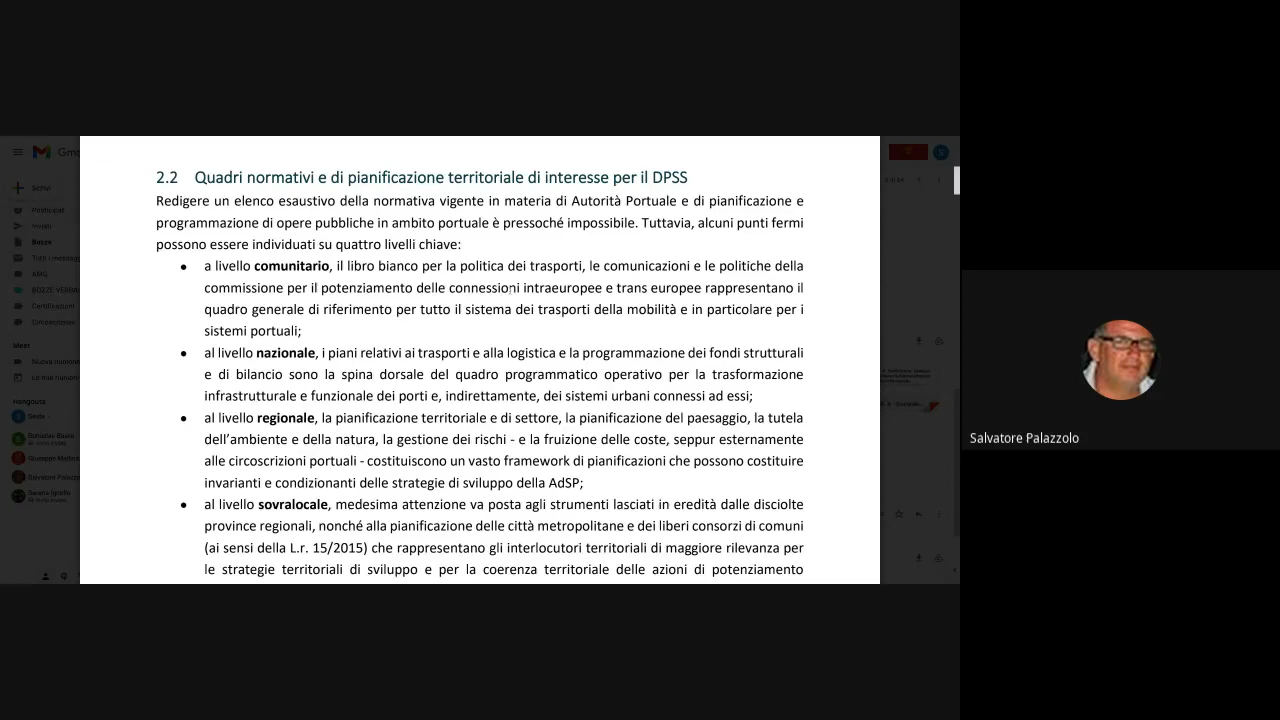 2.2 Quadri normativi e di pianificazione territoriale di interesse per il DPSS
Redigere un elenco esaustivo della normativa vigente in materia di Autorità Portuale e di pianificazione e
programmazione di opere pubbliche in ambito portuale è pressoché impossibile. Tuttavia, alcuni punti fermi
possono essere individuati su quattro livelli chiave:
• a livello comunitario, il libro bianco per la politica dei trasporti, le comunicazioni e le politiche della
commissione per il potenziamento delle connessioni intraeuropee e trans europee rappresentano il
quadro generale di riferimento per tutto il sistema dei trasporti della mobilità e in particolare per i
sistemi portuali;
• al livello nazionale, i piani relativi ai trasporti e alla logistica e la programmazione dei fondi strutturali
e di bilancio sono la spina dorsale del quadro programmatico operativo per la trasformazione
infrastrutturale e funzionale dei porti e, indirettamente, dei sistemi urbani connessi ad essi;
• al livello regionale, la pianificazione territoriale e di settore, la pianificazione del paesaggio, la tutela
dell’ambiente e della natura, la gestione dei rischi - e la fruizione delle coste, seppur esternamente
alle circoscrizioni portuali - costituiscono un vasto framework di pianificazioni che possono costituire
invarianti e condizionanti delle strategie di sviluppo della AdSP;
• al livello sovralocale, medesima attenzione va posta agli strumenti lasciati in eredità dalle disciolte
province regionali, nonché alla pianificazione delle città metropolitane e dei liberi consorzi di comuni
(ai sensi della L.r. 15/2015) che rappresentano gli interlocutori territoriali di maggiore rilevanza per
le strategie territoriali di sviluppo e per la coerenza territoriale delle azioni di potenziamento
Scrivi
Bozze
Salvatore Palazzolo